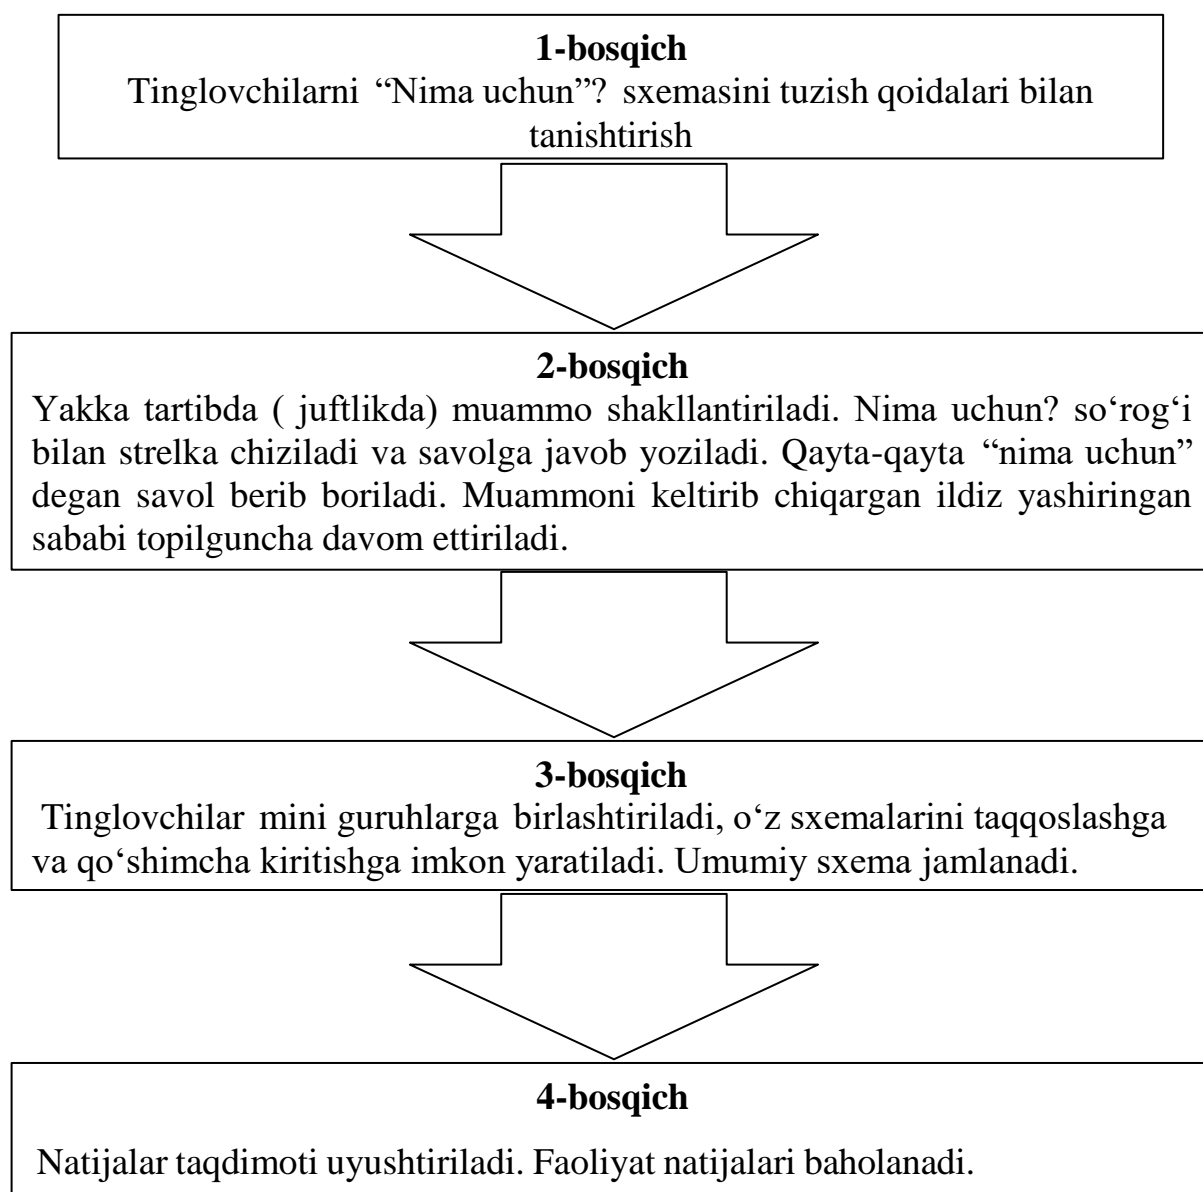 1-bosqich
Tinglovchilarni “Nima uchun”? sxemasini tuzish qoidalari bilan
tanishtirish
2-bosqich
Yakka tartibda ( juftlikda) muammo shakllantiriladi. Nima uchun? so‘rog‘i
bilan strelka chiziladi va savolga javob yoziladi. Qayta-qayta “nima uchun”
degan savol berib boriladi. Muammoni keltirib chiqargan ildiz yashiringan
sababi topilguncha davom ettiriladi.
3-bosqich
Tinglovchilar mini guruhlarga birlashtiriladi, o‘z sxemalarini taqqoslashga
va qo‘shimcha kiritishga imkon yaratiladi. Umumiy sxema jamlanadi.
4-bosqich
Natijalar taqdimoti uyushtiriladi. Faoliyat natijalari baholanadi.